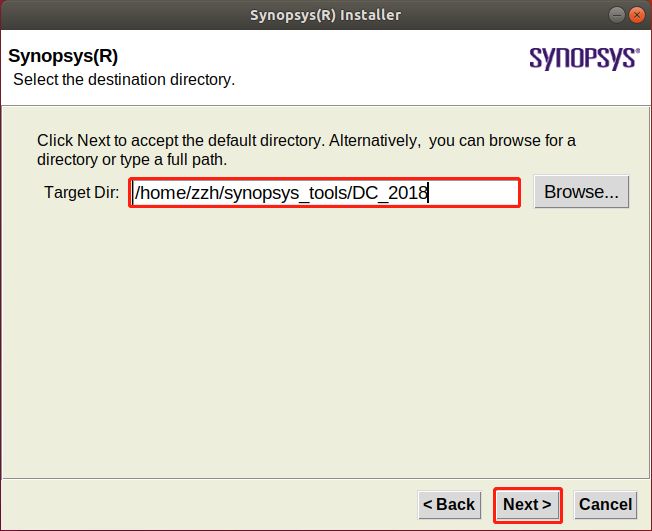 Synopsys(R) Installer
Synopsys(R)
SYNOPSYS®
Select the destination directory.
Click Next to accept the default directory. Alternatively, you can browse for a
directory or type a full path.
Target Dir: /home/zzh/synopsys_tools/DC_2018 Browse...
< Back Next > Cancel